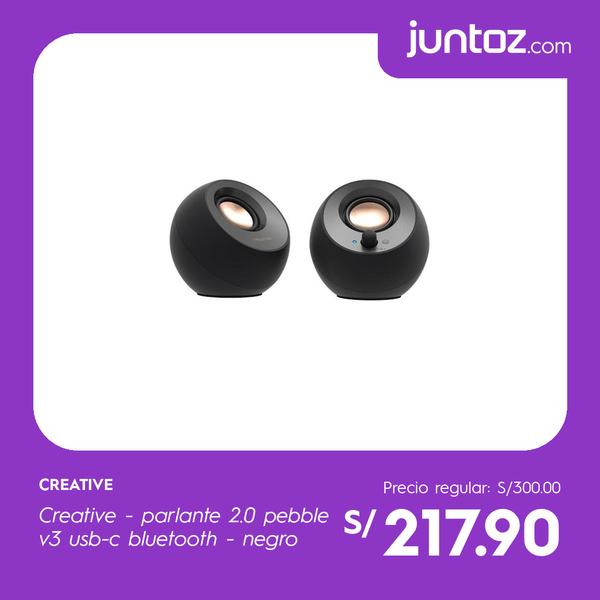 juntoz.com
CREATIVE
Creative - parlante 2.0 pebble
v3 usb-c bluetooth - negro
Precio regular: S/300.00
S/217.90